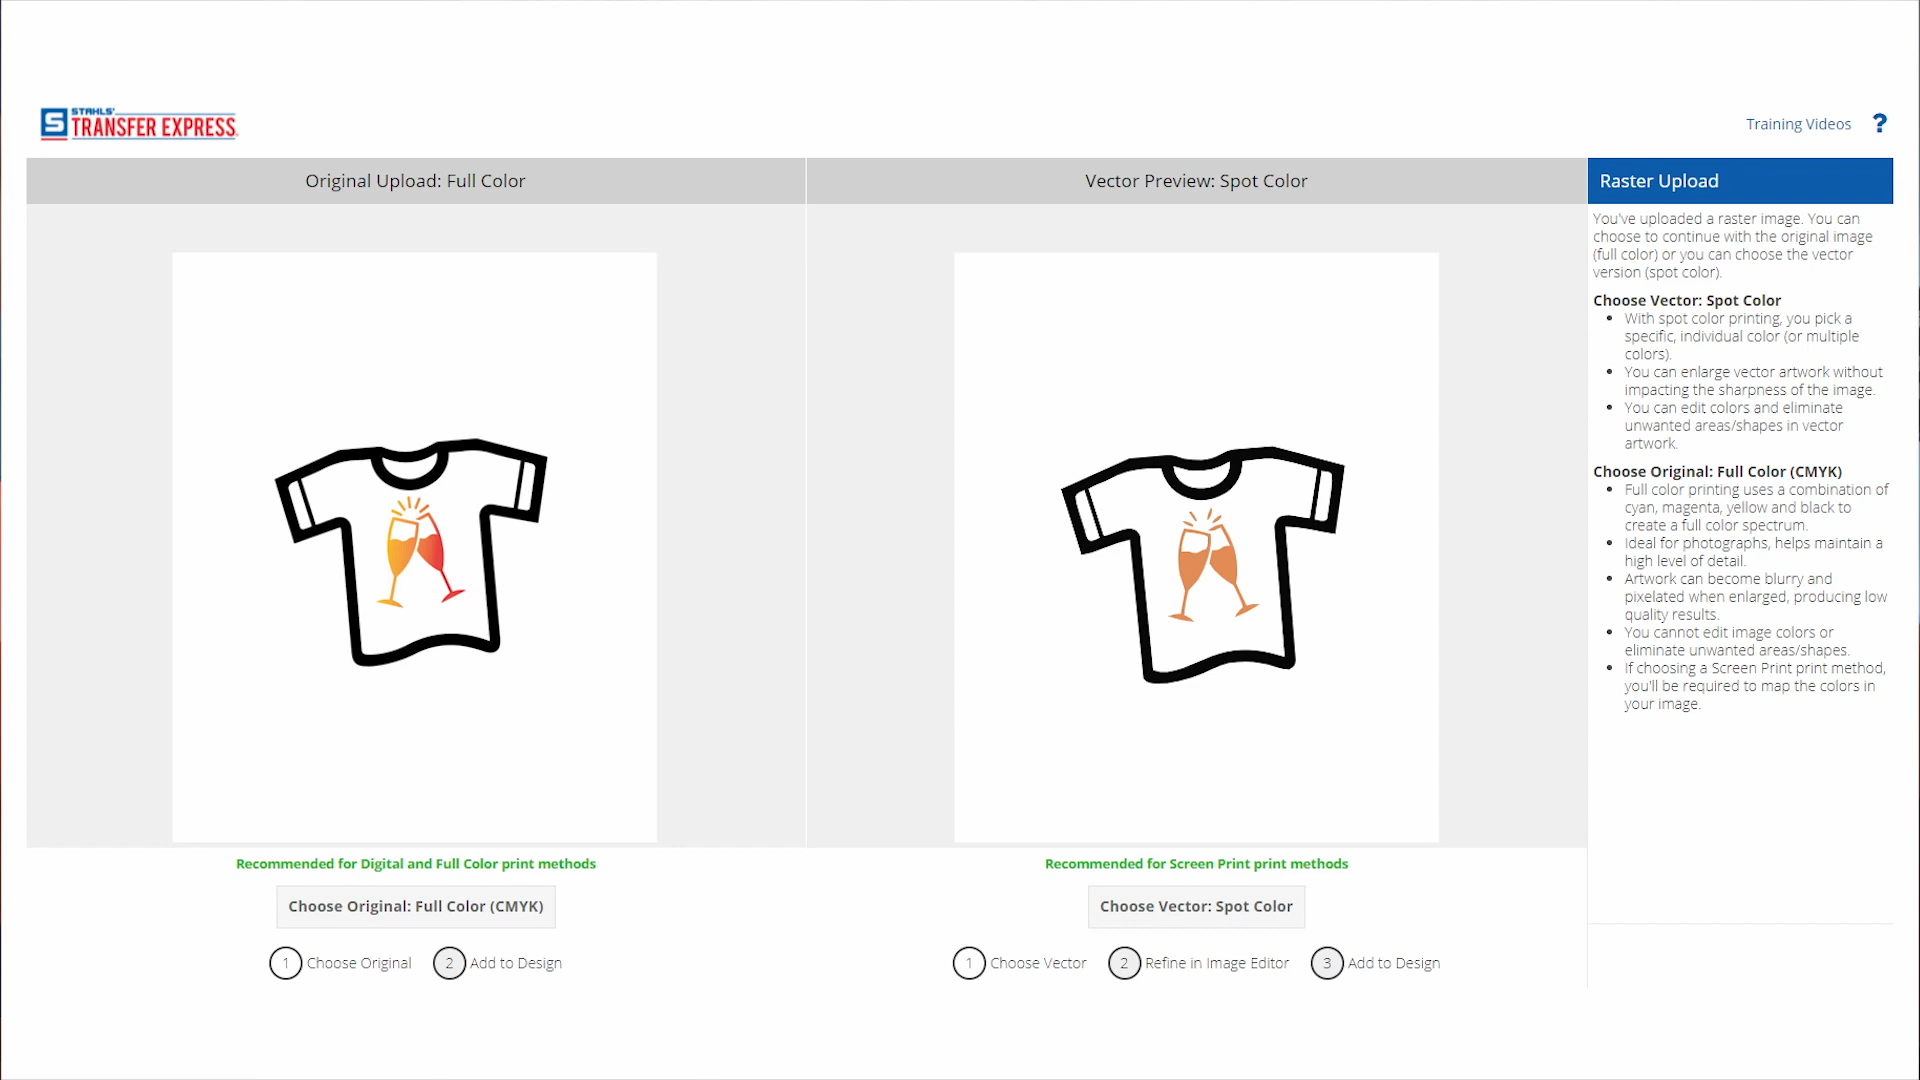 STAHLS'
TRANSFER EXPRESS
Training Videos ?
Original Upload: Full Color
Vector Preview: Spot Color
Raster Upload
You've uploaded a raster image. You can
choose to continue with the original image
(full color) or you can choose the vector
version (spot color).
Choose Vector: Spot Color
• With spot color printing, you pick a
specific, individual color (or multiple
colors).
• You can enlarge vector artwork without
impacting the sharpness of the image.
• You can edit colors and eliminate
unwanted areas/shapes in vector
artwork.
Choose Original: Full Color (CMYK)
• Full color printing uses a combination of
cyan, magenta, yellow and black to
create a full color spectrum.
• Ideal for photographs, helps maintain a
high level of detail.
• Artwork can become blurry and
pixelated when enlarged, producing low
quality results.
• You cannot edit image colors or
eliminate unwanted areas/shapes.
• If choosing a Screen Print print method,
you'll be required to map the colors in
your image.
Recommended for Digital and Full Color print methods
Choose Original: Full Color (CMYK)
1 Choose Original 2 Add to Design
Recommended for Screen Print print methods
Choose Vector: Spot Color
1 Choose Vector 2 Refine in Image Editor 3 Add to Design